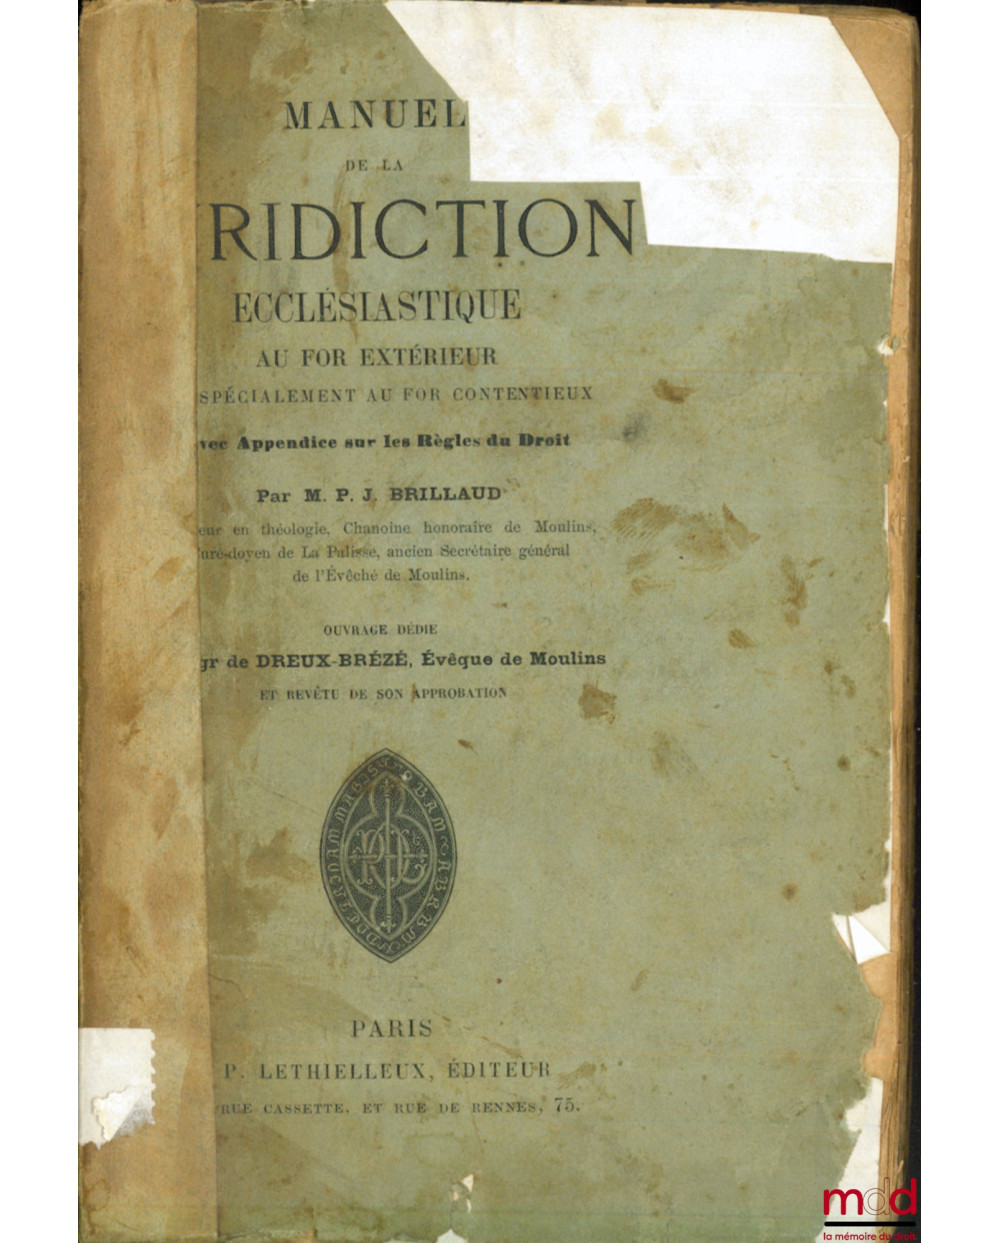 MANUEL
DE LA
RIDICTION
ECCLÉSIASTIQUE
AU FOR EXTÉRIEUR
SPÉCIALEMENT AU FOR CONTENTIEUX
vec Appendice sur les Règles du Droit
Par M. P. J. BRILLAUD
eur en théologie, Chanoine honoraire de Moulins,
uré-doyen de La Palisse, ancien Secrétaire général
de l'Évêché de Moulins.
OUVRAGE DÉDIE
gr de DREUX-BRÉZÉ, Évêque de Moulins
ET REVÊTU DE SON APPROBATION
PARIS
P. LETHIELLEUX, ÉDITEUR
RUE CASSETTE, ET RUE DE RENNES, 75.
mdd
la mémoire du droit